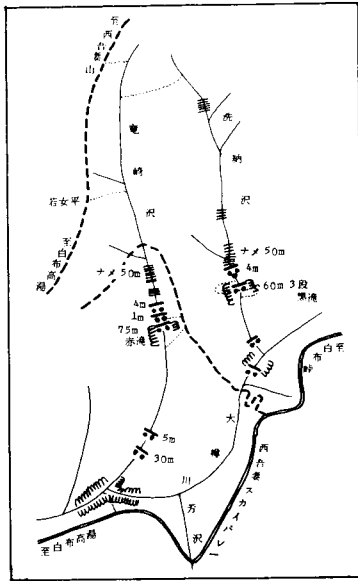 至西吾妻山
竜峰沢
洗納沢
若女平
至白布高湯
ナメ 50m
4m
1m
75m
赤滝
ナメ 50m
4m
60m 3段
黒滝
至白布峠
大樽川
5m
30m
芳沢
西吾妻スカイバレー
至白布高湯